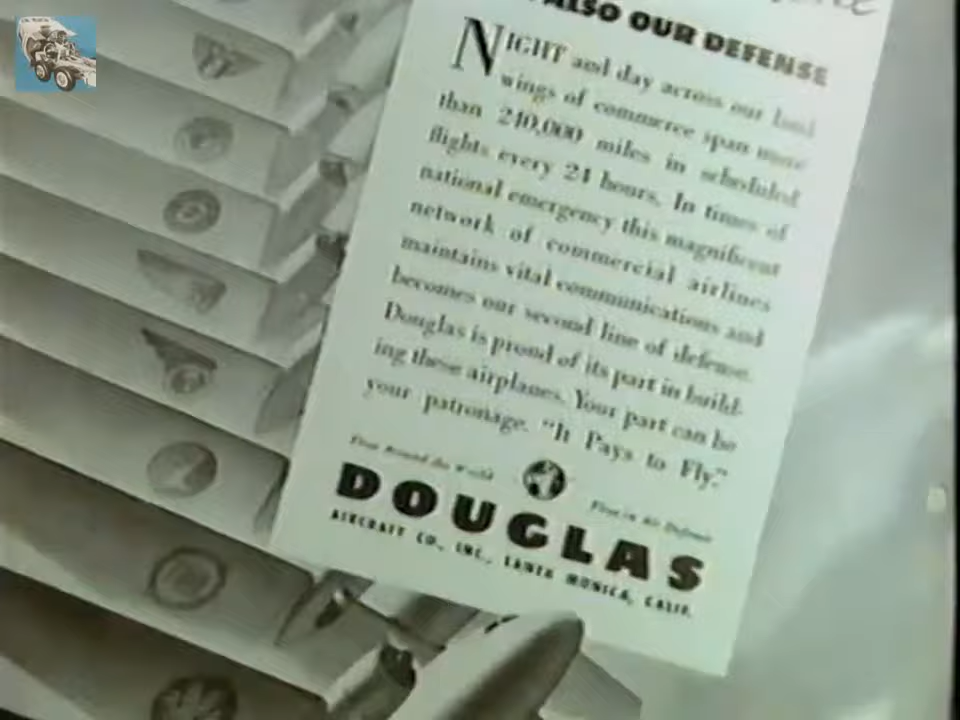 ALSO OUR DEFENSE
NIGHT and day across our land
wings of commerce span more
than 240,000 miles in scheduled
flights every 24 hours. In times of
national emergency this magnificent
network of commercial airlines
maintains vital communications and
becomes our second line of defense.
Douglas is proud of its part in build-
ing these airplanes. Your part can be
your patronage. "It Pays to Fly."
First Around the World
First in Air Defense
DOUGLAS
AIRCRAFT CO., INC., SANTA MONICA, CALIF.